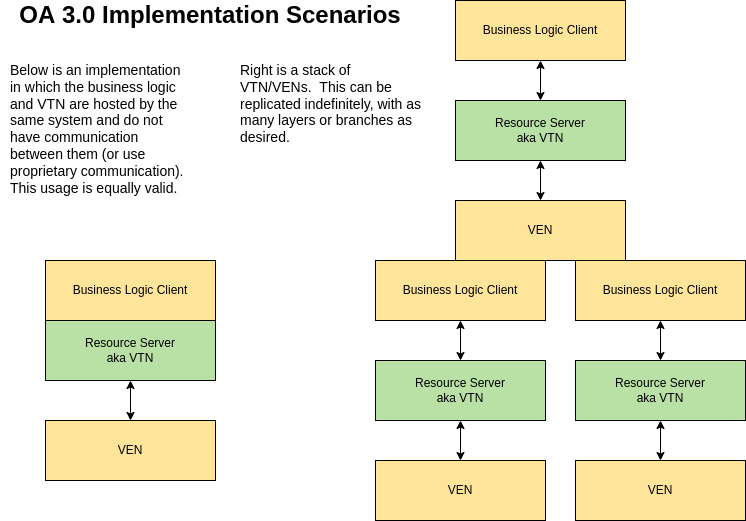 OA 3.0 Implementation Scenarios
Below is an implementation
in which the business logic
and VTN are hosted by the
same system and do not
have communication
between them (or use
proprietary communication).
This usage is equally valid.
Right is a stack of
VTN/VENs.  This can be
replicated indefinitely, with as
many layers or branches as
desired.
Business Logic Client
Resource Server
aka VTN
VEN
Business Logic Client
Resource Server
aka VTN
VEN
Business Logic Client
Resource Server
aka VTN
VEN
Business Logic Client
Resource Server
aka VTN
VEN